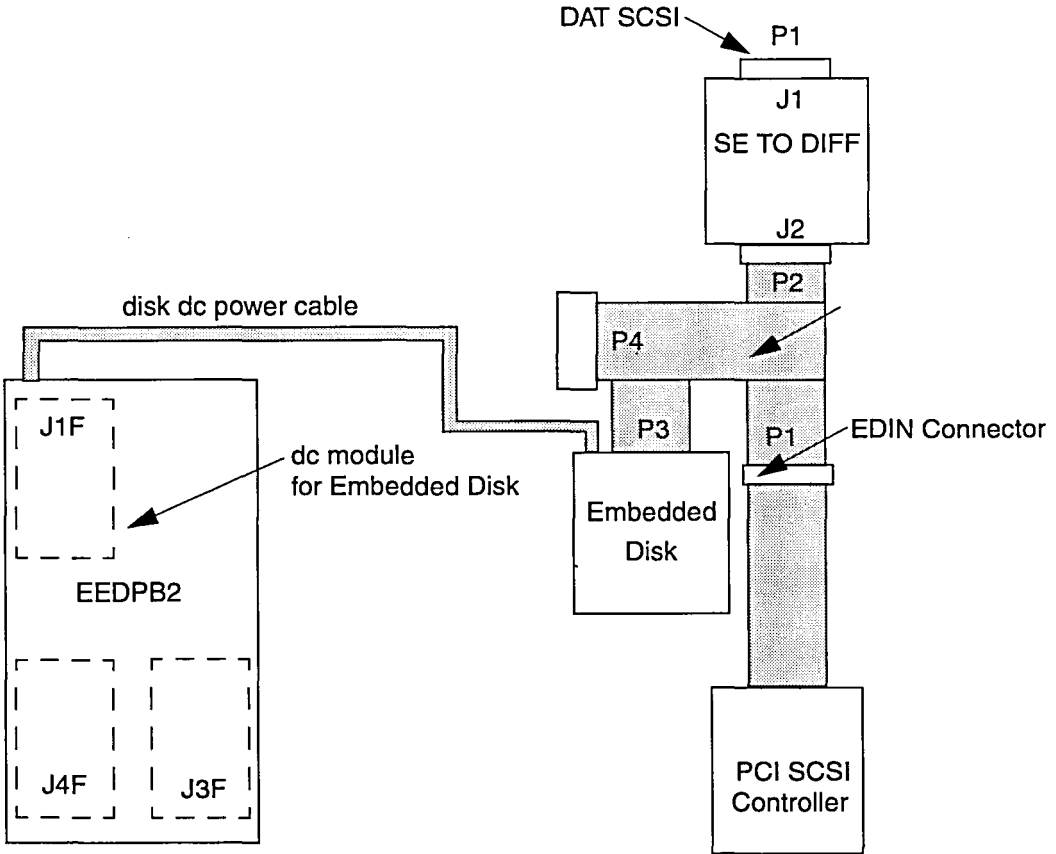 DAT SCSI
P1
J1
SE TO DIFF
J2
P2
disk dc power cable
P4
J1F
P3
P1
EDIN Connector
dc module
for Embedded Disk
Embedded
Disk
EEDPB2
J4F
J3F
PCI SCSI
Controller